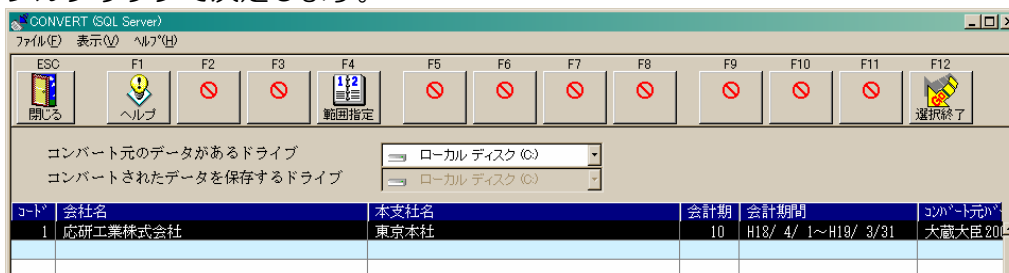 CONVERT (SQL Server)
ファイル(F) 表示(V) ヘルプ(H)
ESC F1 F2 F3 F4 F5 F6 F7 F8 F9 F10 F11 F12
閉じる ヘルプ 範囲指定 選択終了
コンバート元のデータがあるドライブ ローカル ディスク (C:)
コンバートされたデータを保存するドライブ ローカル ディスク (C:)
コード 会社名 本支社名 会計期 会計期間 コンバート元バ
1 応研工業株式会社 東京本社 10 H18/ 4/ 1～H19/ 3/31 大蔵大臣200